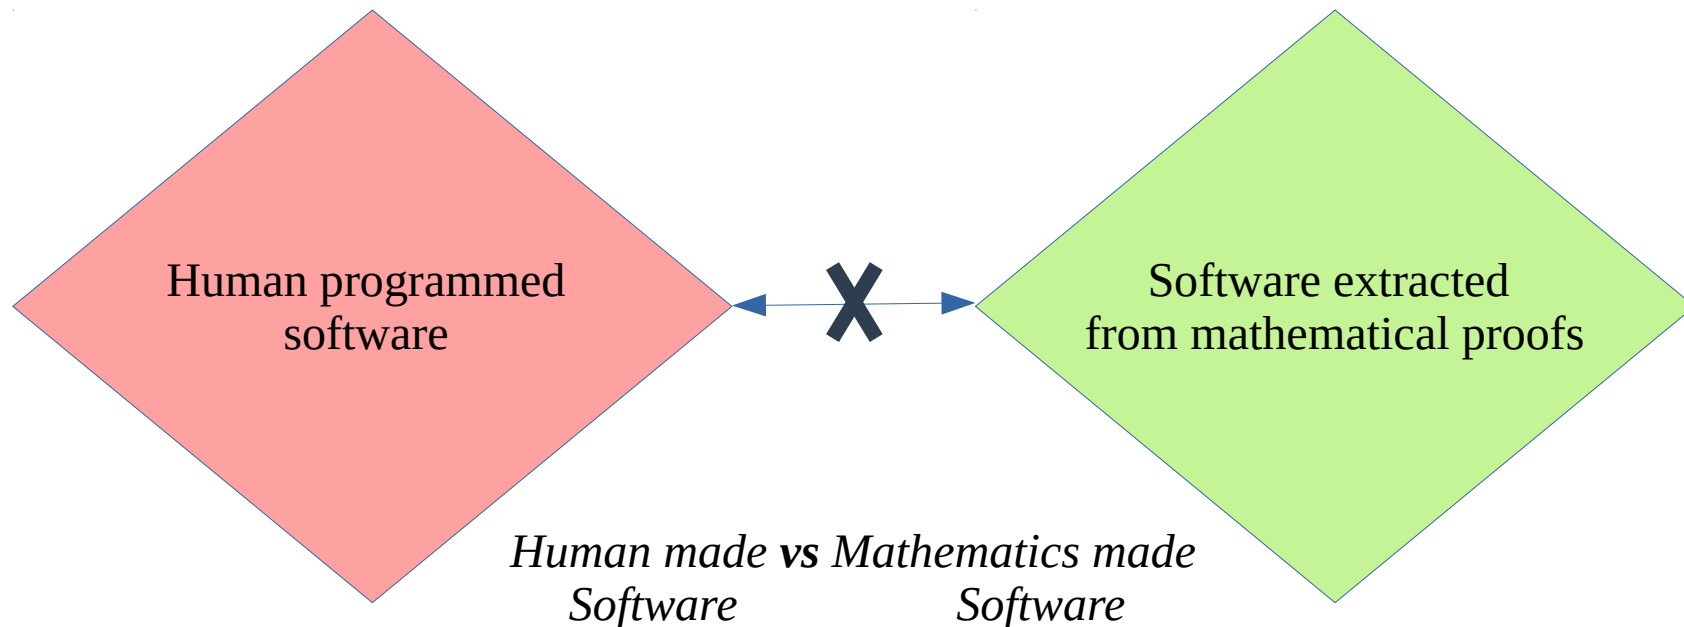 Human programmed
software
Software extracted
from mathematical proofs
Human made vs Mathematics made
Software Software